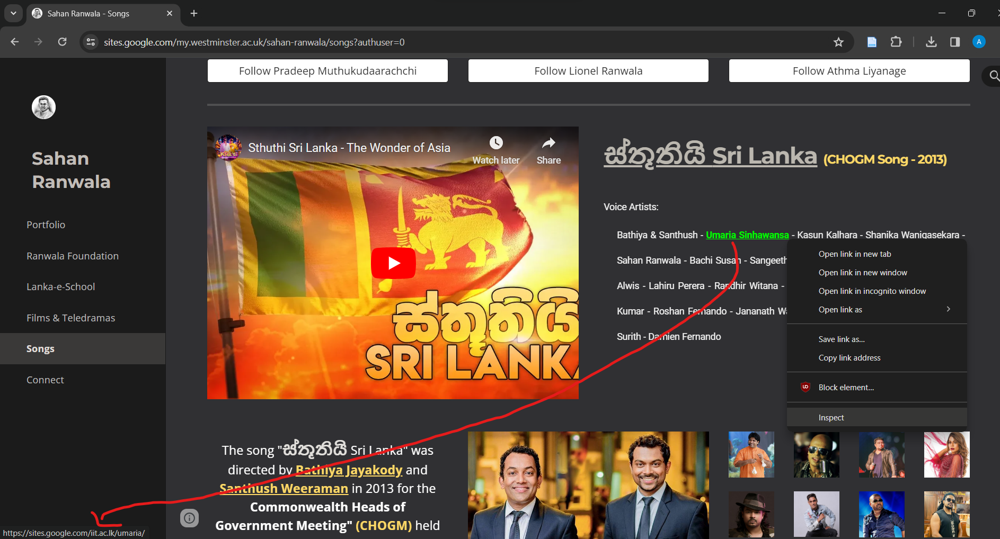 Sahan Ranwala - Songs
sites.google.com/my.westminster.ac.uk/sahan-ranwala/songs?authuser=0
A
Follow Pradeep Muthukudaarachchi
Follow Lionel Ranwala
Follow Athma Liyanage
Sahan
Ranwala
Portfolio
Ranwala Foundation
Lanka-e-School
Films & Teledramas
Songs
Connect
Sthuthi Sri Lanka - The Wonder of Asia
Watch later
Share
ස්තූතියි
SRI LANKA
ස්තූතියි Sri Lanka (CHOGM Song - 2013)
Voice Artists:
Bathiya & Santhush - Umaria Sinhawansa - Kasun Kalhara - Shanika Wanigasekara -
Sahan Ranwala - Bachi Susan - Sangeeth
Alwis - Lahiru Perera - Randhir Witana -
Kumar - Roshan Fernando - Jananath Wa
Surith - Damien Fernando
Open link in new tab
Open link in new window
Open link in incognito window
Open link as
Save link as...
Copy link address
Block element...
Inspect
The song "ස්තූතියි Sri Lanka" was
directed by Bathiya Jayakody and
Santhush Weeraman in 2013 for the
Commonwealth Heads of
Government Meeting" (CHOGM) held
https://sites.google.com/iit.ac.lk/umaria/